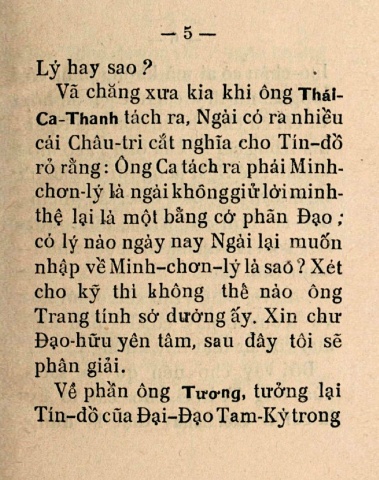 — 5 —
Lý hay sao ?
Vã chăng xưa kia khi ông Thái-
Ca-Thanh tách ra, Ngài có ra nhiều
cái Châu-tri cắt nghĩa cho Tín-đồ
rỏ rằng : Ông Ca tách ra phái Minh-
chơn-lý là ngài không giử lời minh-
thệ lại là một bằng cớ phãn Đạo ;
có lý nào ngày nay Ngài lại muốn
nhập về Minh-chơn-lý là sao ? Xét
cho kỹ thì không thể nào ông
Trang tính sớ dưởng ấy. Xin chư
Đạo-hữu yên tâm, sau đây tôi sẽ
phân giải.
Về phần ông Tương, tưởng lại
Tín-đồ cũa Đại-Đạo Tam-Kỳ trong